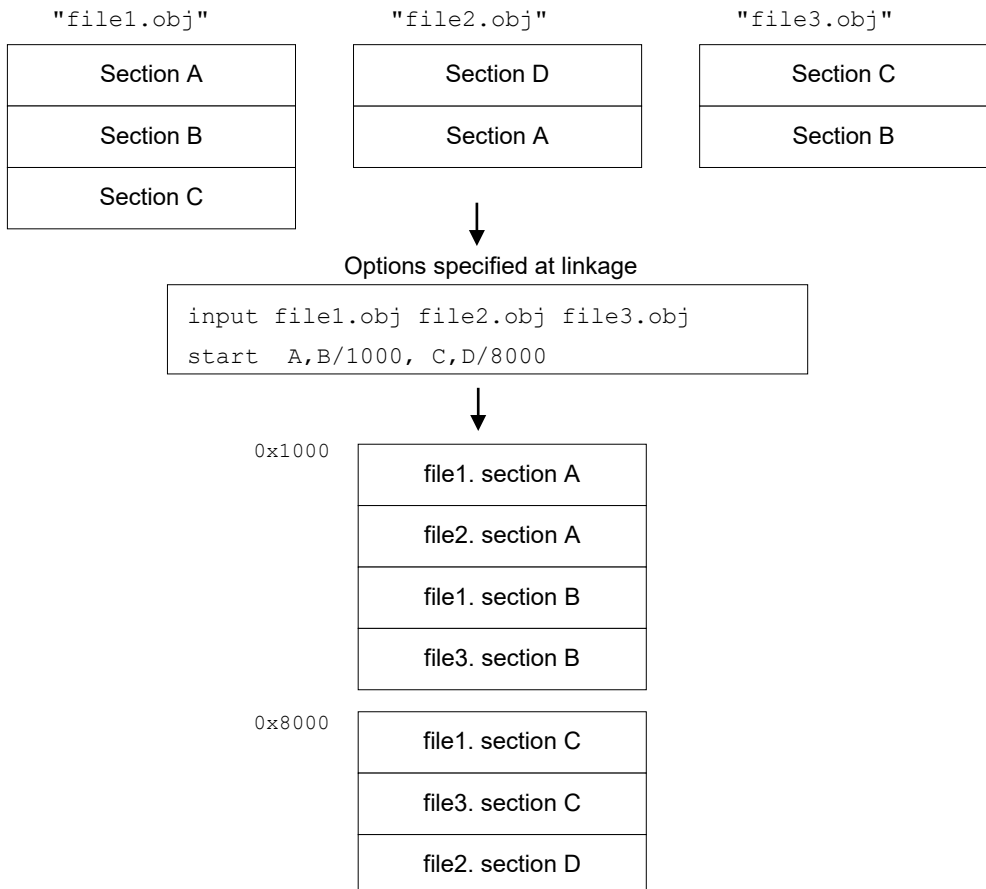 "file1.obj" "file2.obj" "file3.obj"
Section A Section D Section C
Section B Section A Section B
Section C
Options specified at linkage
input file1.obj file2.obj file3.obj
start  A,B/1000, C,D/8000
0x1000
file1. section A
file2. section A
file1. section B
file3. section B
0x8000
file1. section C
file3. section C
file2. section D